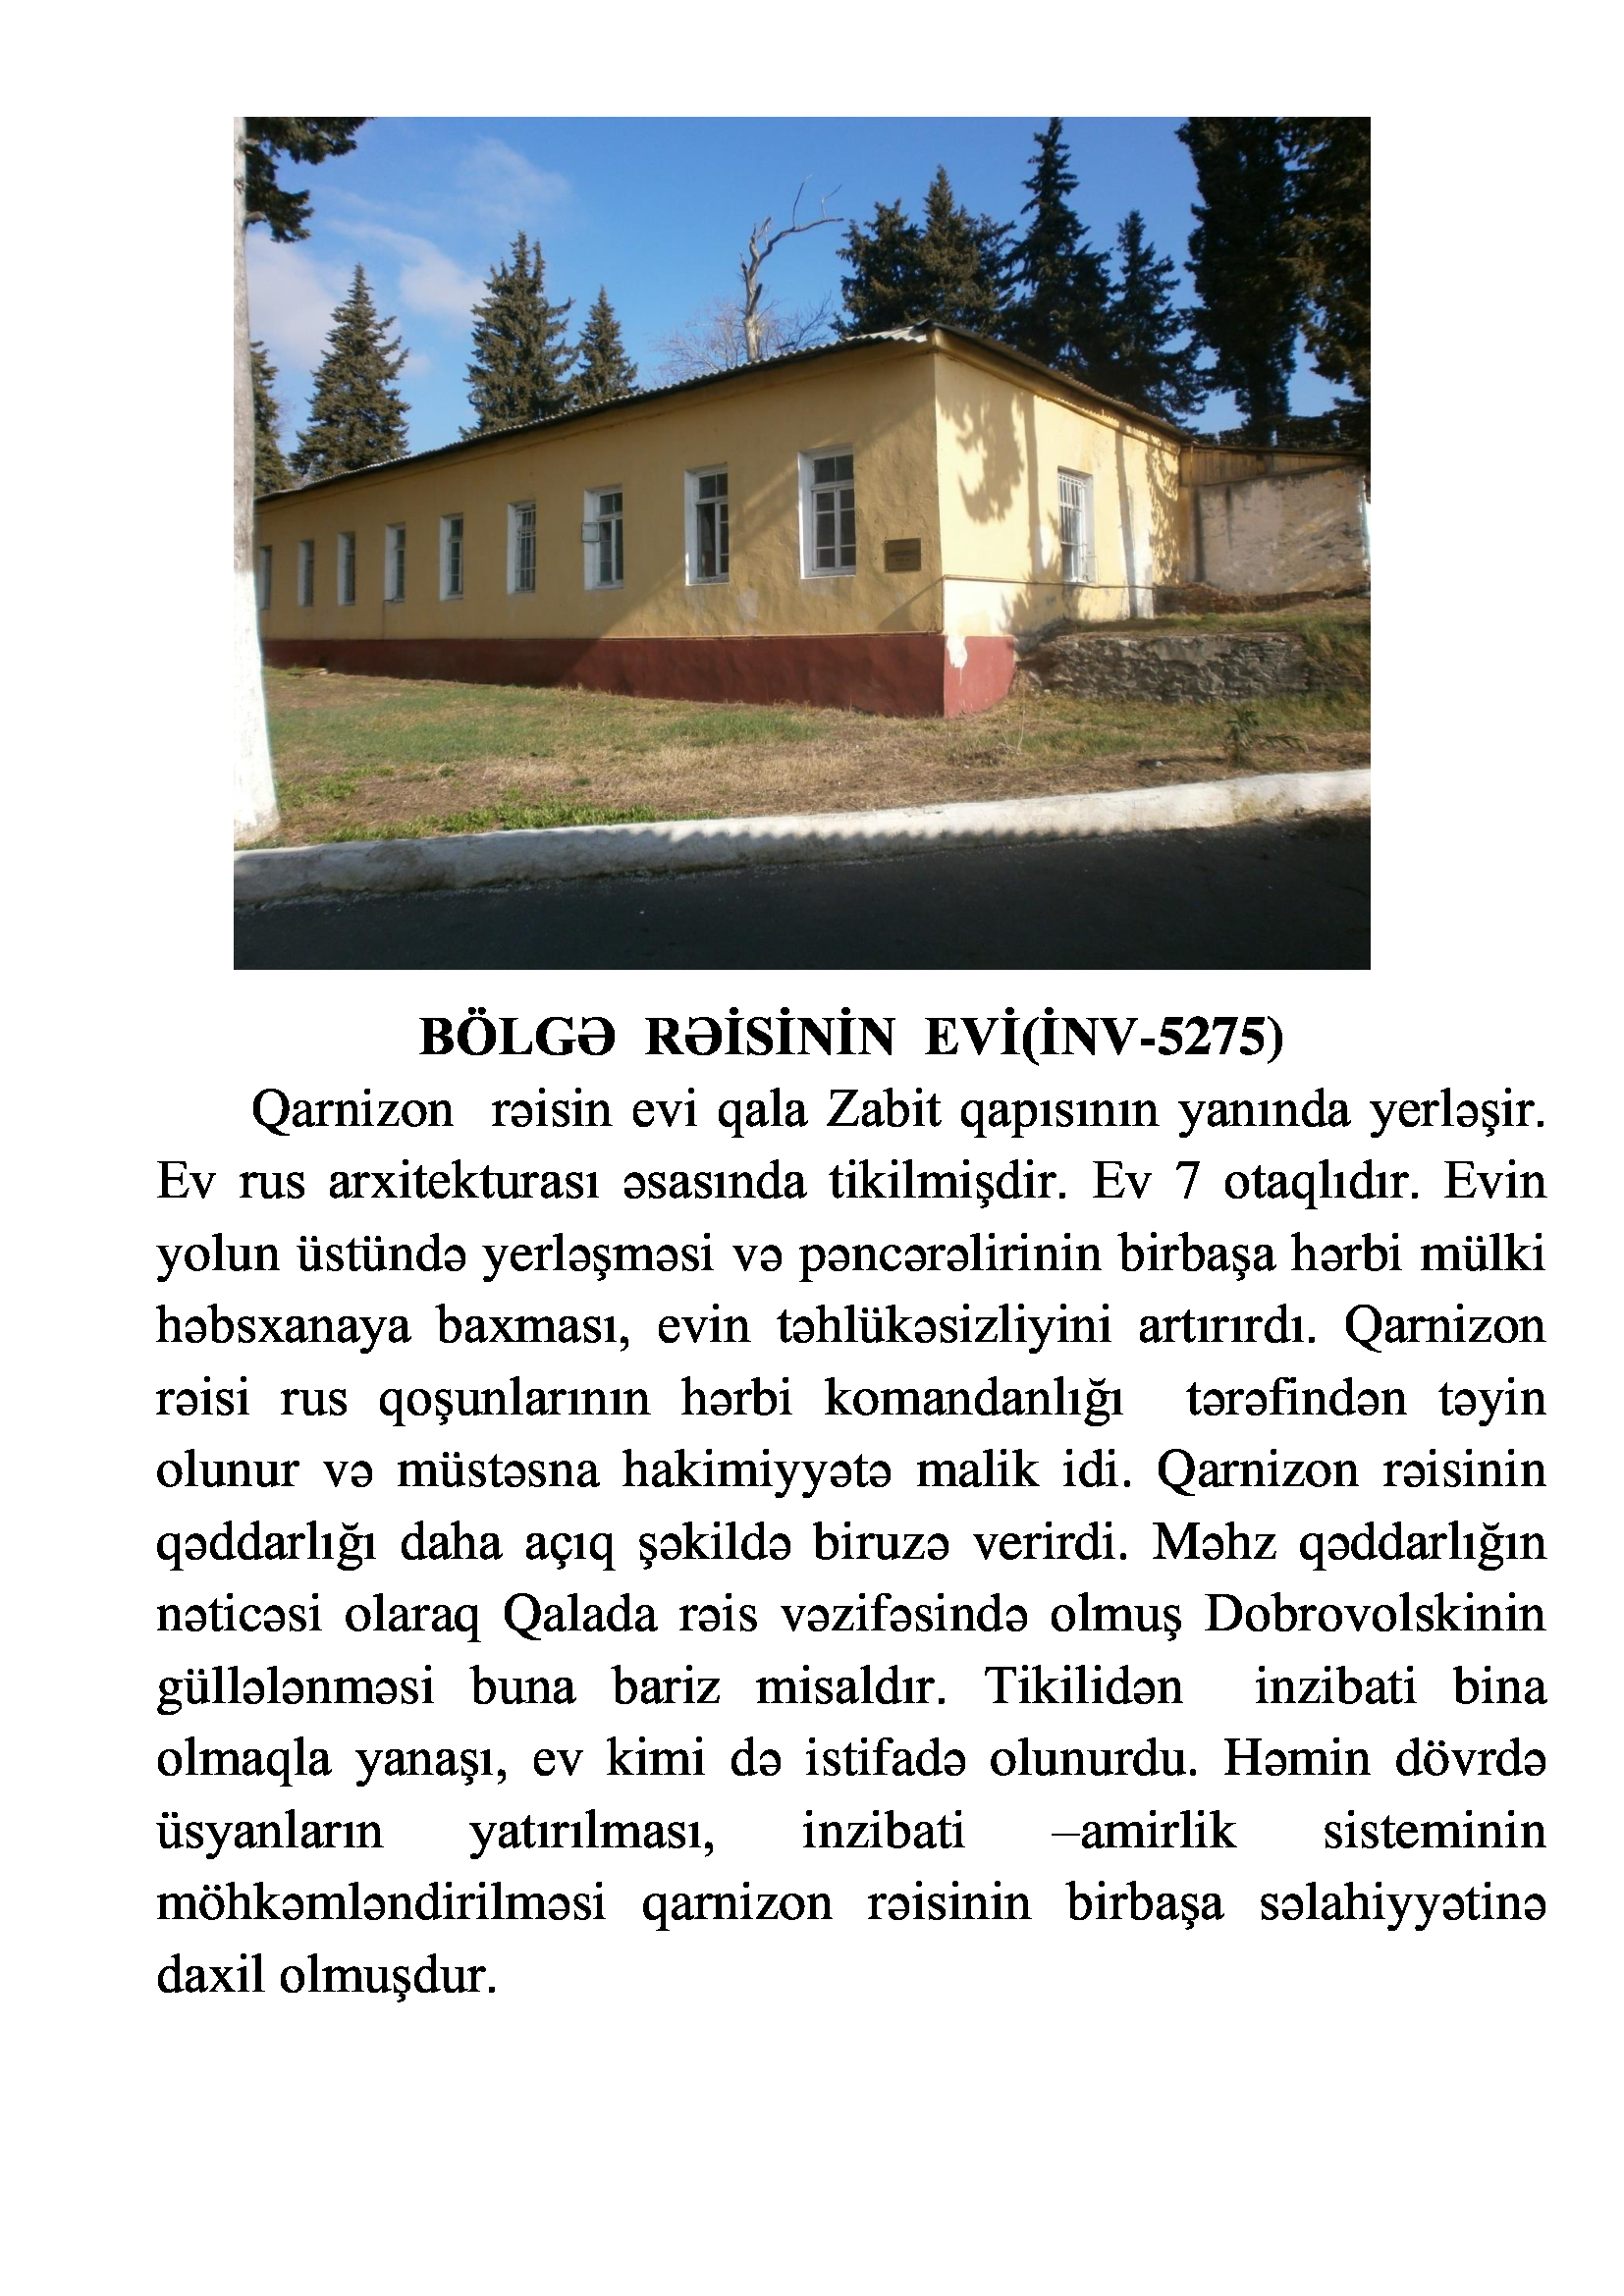 BÖLGƏ RƏİSİNİN EVİ(İNV-5275)
Qarnizon rəisin evi qala Zabit qapısının yanında yerləşir.
Ev rus arxitekturası əsasında tikilmişdir. Ev 7 otaqlıdır. Evin
yolun üstündə yerləşməsi və pəncərəlirinin birbaşa hərbi mülki
həbsxanaya baxması, evin təhlükəsizliyini artırırdı. Qarnizon
rəisi rus qoşunlarının hərbi komandanlığı tərəfindən təyin
olunur və müstəsna hakimiyyətə malik idi. Qarnizon rəisinin
qəddarlığı daha açıq şəkildə biruzə verirdi. Məhz qəddarlığın
nəticəsi olaraq Qalada rəis vəzifəsində olmuş Dobrovolskinin
güllələnməsi buna bariz misaldır. Tikilidən inzibati bina
olmaqla yanaşı, ev kimi də istifadə olunurdu. Həmin dövrdə
üsyanların yatırılması, inzibati –amirlik sisteminin
möhkəmləndirilməsi qarnizon rəisinin birbaşa səlahiyyətinə
daxil olmuşdur.